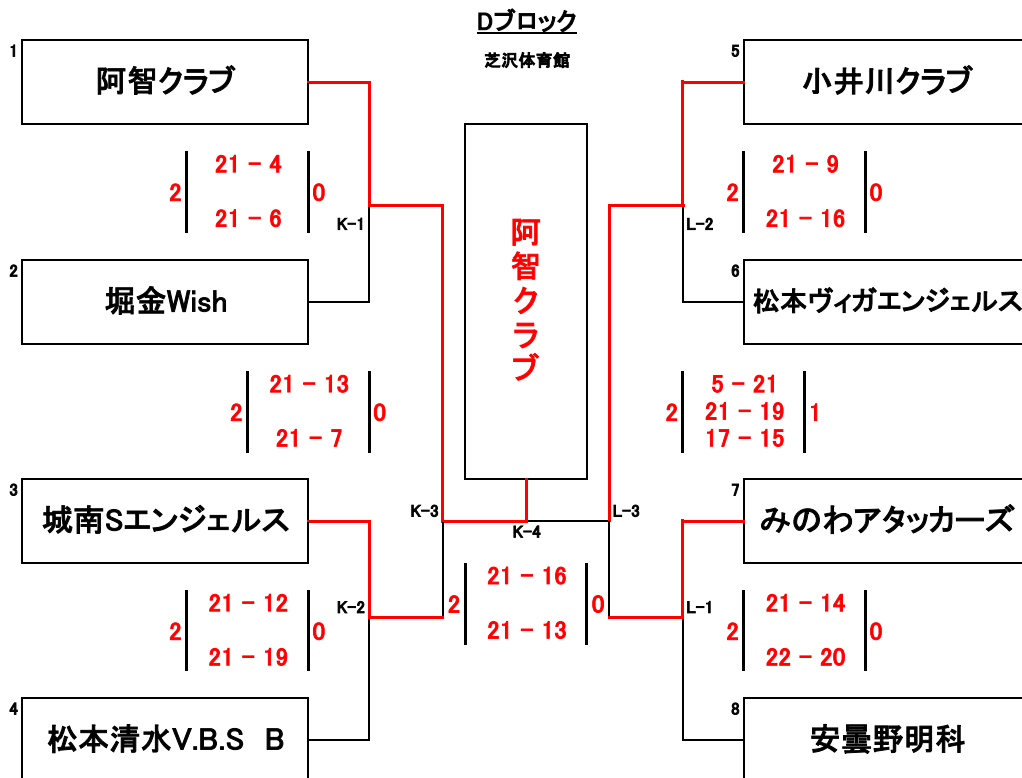 Dブロック
芝沢体育館
1
阿智クラブ
5
小井川クラブ
21 - 4
2 0
21 - 6
K-1
21 - 9
2 0
21 - 16
L-2
阿智クラブ
2
堀金Wish
6
松本ヴィガエンジェルス
21 - 13
2 0
21 - 7
5 - 21
2 21 - 19 1
17 - 15
3
城南Sエンジェルス
7
みのわアタッカーズ
K-3
K-4
L-3
21 - 12
2 0
21 - 19
K-2
21 - 16
2 0
21 - 13
L-1
21 - 14
2 0
22 - 20
4
松本清水V.B.S B
8
安曇野明科